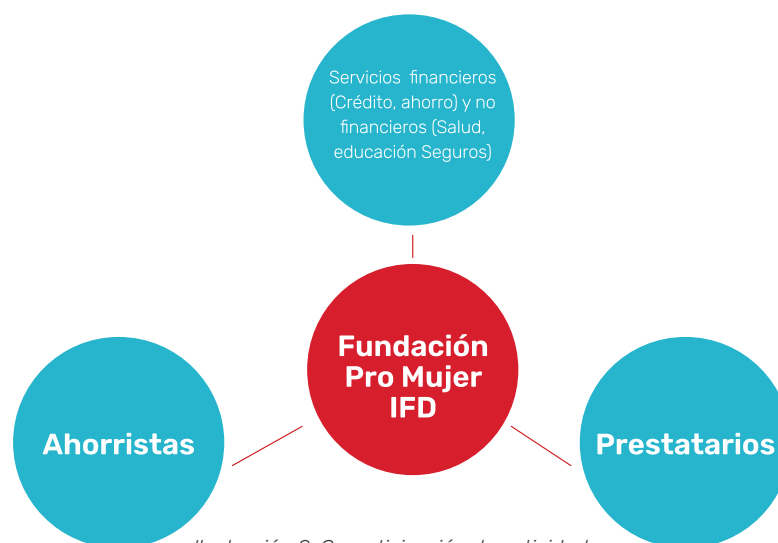 Servicios financieros
(Crédito, ahorro) y no
financieros (Salud,
educación Seguros)
Fundación
Pro Mujer
IFD
Ahorristas
Prestatarios